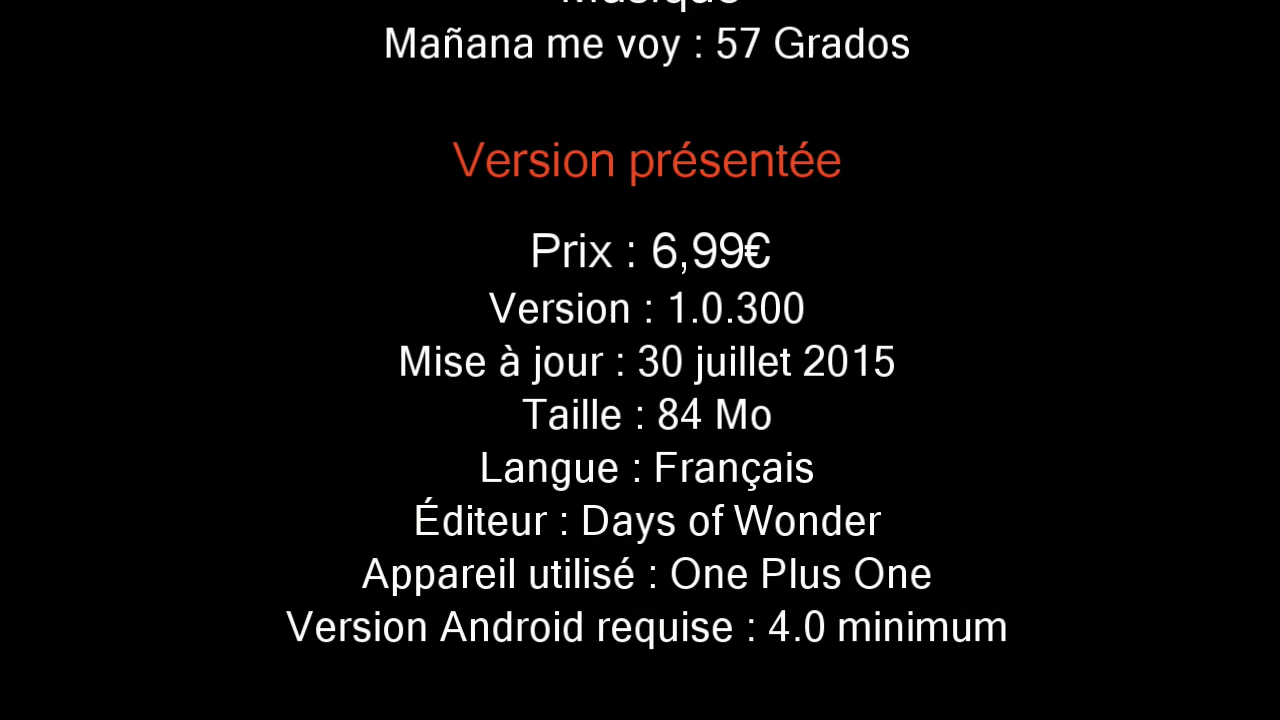 Musique
Mañana me voy : 57 Grados
Version présentée
Prix : 6,99€
Version : 1.0.300
Mise à jour : 30 juillet 2015
Taille : 84 Mo
Langue : Français
Éditeur : Days of Wonder
Appareil utilisé : One Plus One
Version Android requise : 4.0 minimum